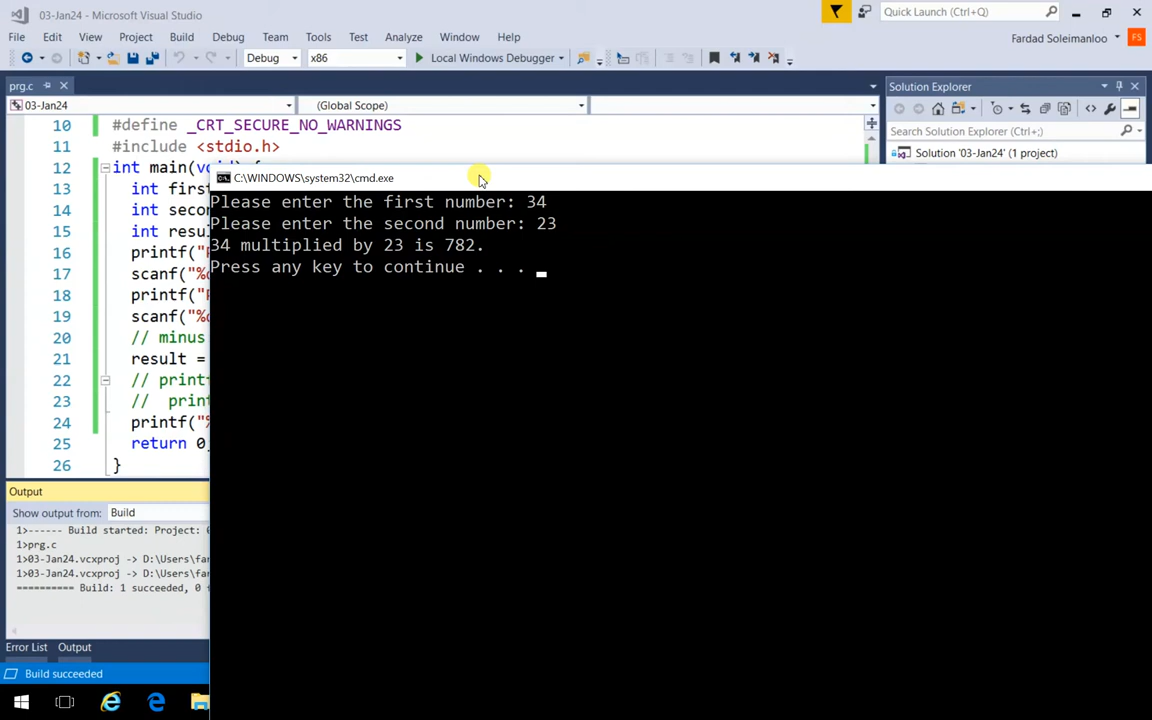 03-Jan24 - Microsoft Visual Studio
Quick Launch (Ctrl+Q)
File Edit View Project Build Debug Team Tools Test Analyze Window Help
Fardad Soleimanloo FS
Debug x86 Local Windows Debugger
prg.c
Solution Explorer
03-Jan24 (Global Scope)
Search Solution Explorer (Ctrl+;)
Solution '03-Jan24' (1 project)
10 #define _CRT_SECURE_NO_WARNINGS
11 #include <stdio.h>
12 int main(void) {
13 int firs
14 int seco
15 int resu
16 printf("
17 scanf("%
18 printf("
19 scanf("%
20 // minus
21 result =
22 // print
23 // prin
24 printf("%
25 return 0
26 }
C:\WINDOWS\system32\cmd.exe
Please enter the first number: 34
Please enter the second number: 23
34 multiplied by 23 is 782.
Press any key to continue . . .
Output
Show output from: Build
1>------ Build started: Project: 0
1>prg.c
1>03-Jan24.vcxproj -> D:\Users\far
1>03-Jan24.vcxproj -> D:\Users\far
========== Build: 1 succeeded, 0
Error List Output
Build succeeded